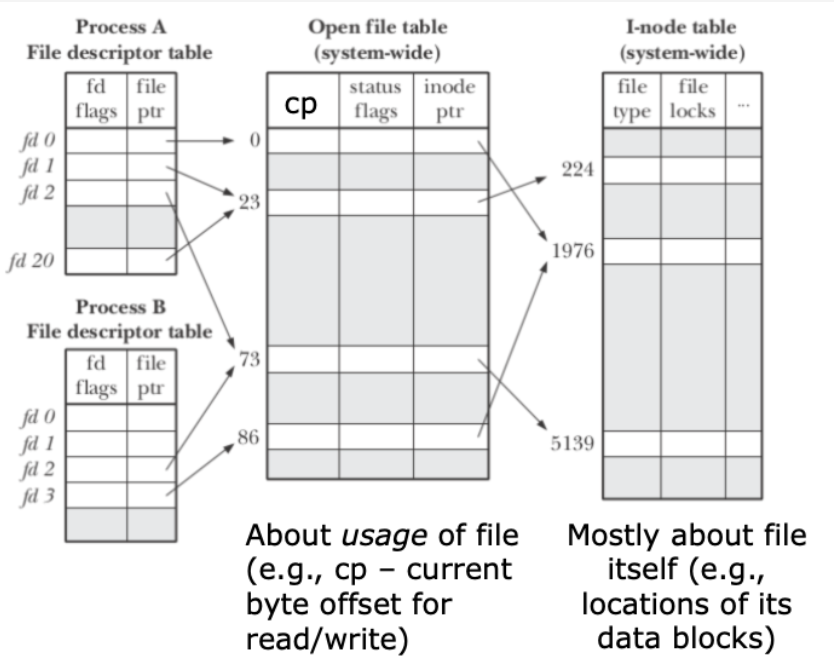 Process A
File descriptor table
fd flags
file ptr
fd 0
fd 1
fd 2
fd 20
Process B
File descriptor table
fd flags
file ptr
fd 0
fd 1
fd 2
fd 3
Open file table
(system-wide)
cp
status flags
inode ptr
0
23
73
86
About usage of file
(e.g., cp – current
byte offset for
read/write)
I-node table
(system-wide)
file type
file locks
...
224
1976
5139
Mostly about file
itself (e.g.,
locations of its
data blocks)